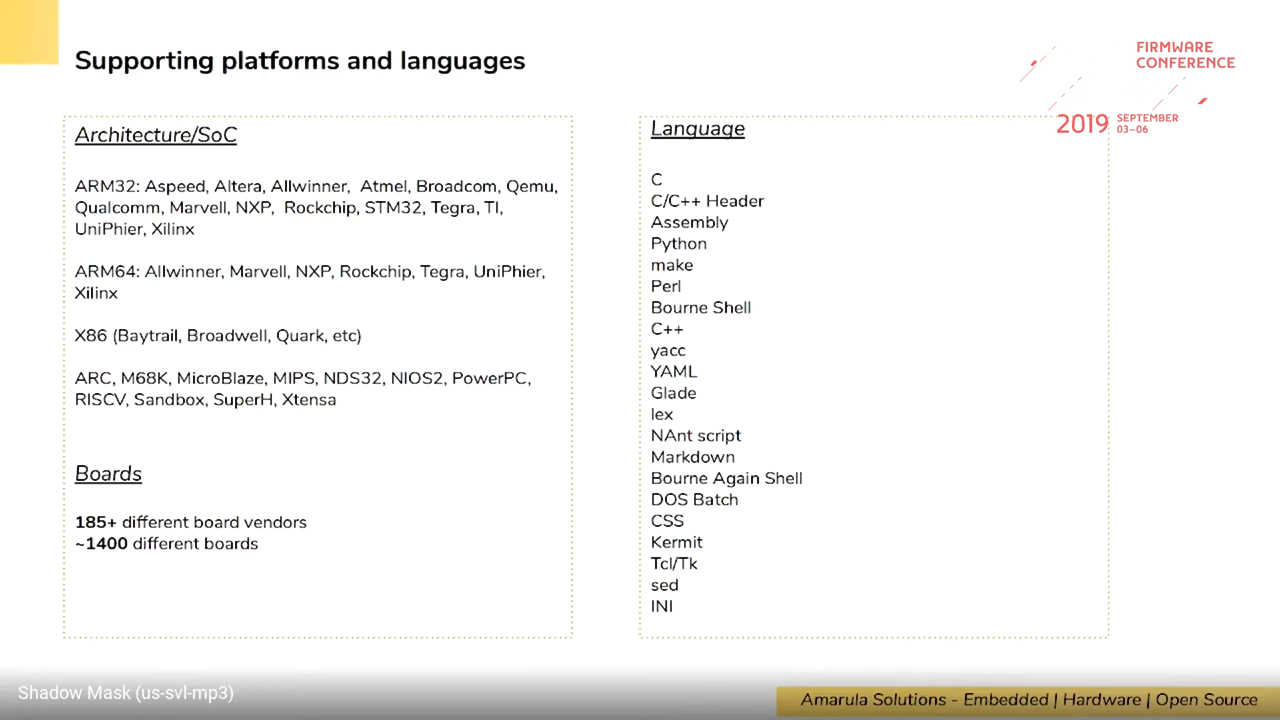 Supporting platforms and languages
FIRMWARE
CONFERENCE
2019 SEPTEMBER
03–06
Architecture/SoC
ARM32: Aspeed, Altera, Allwinner, Atmel, Broadcom, Qemu,
Qualcomm, Marvell, NXP, Rockchip, STM32, Tegra, TI,
UniPhier, Xilinx
ARM64: Allwinner, Marvell, NXP, Rockchip, Tegra, UniPhier,
Xilinx
X86 (Baytrail, Broadwell, Quark, etc)
ARC, M68K, MicroBlaze, MIPS, NDS32, NIOS2, PowerPC,
RISCV, Sandbox, SuperH, Xtensa
Boards
185+ different board vendors
~1400 different boards
Language
C
C/C++ Header
Assembly
Python
make
Perl
Bourne Shell
C++
yacc
YAML
Glade
lex
NAnt script
Markdown
Bourne Again Shell
DOS Batch
CSS
Kermit
Tcl/Tk
sed
INI
Shadow Mask (us-svl-mp3)
Amarula Solutions - Embedded | Hardware | Open Source